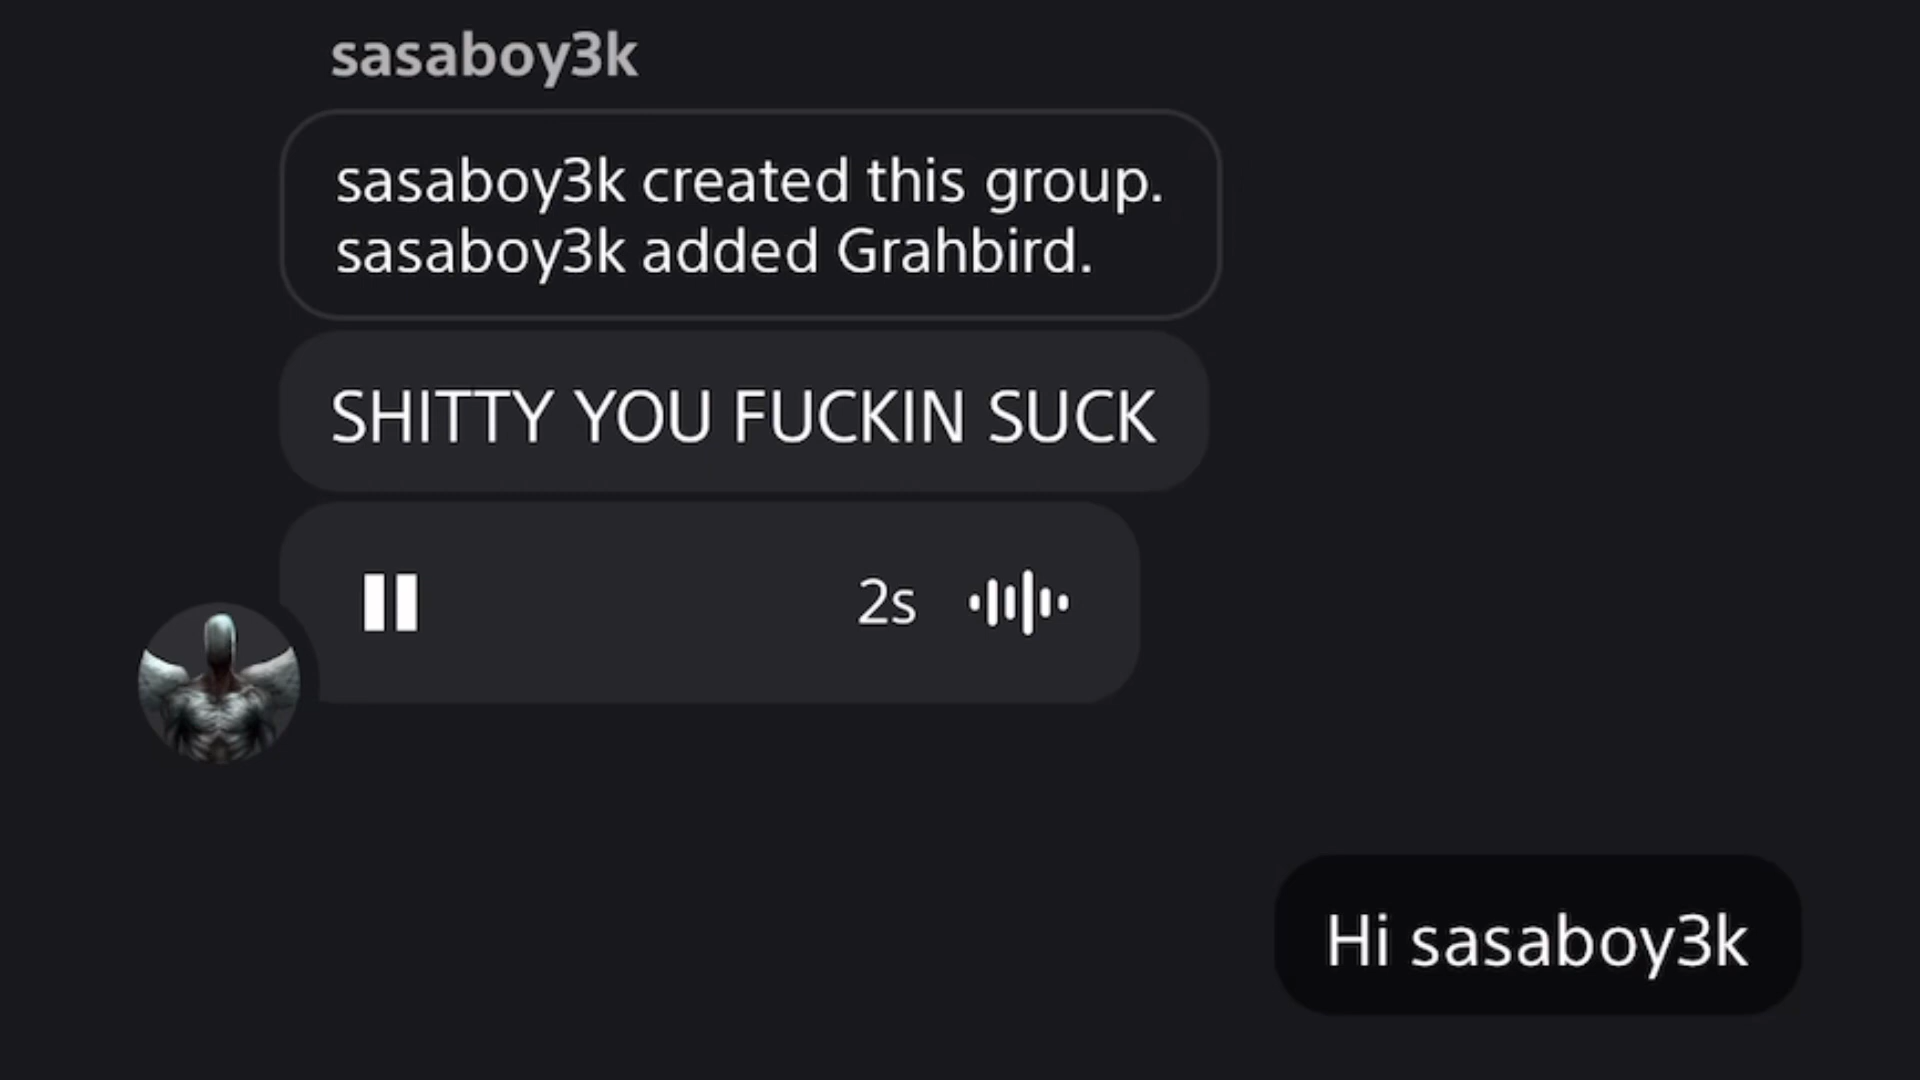 sasaboy3k
sasaboy3k created this group.
sasaboy3k added Grahbird.
SHITTY YOU FUCKIN SUCK
2s
Hi sasaboy3k